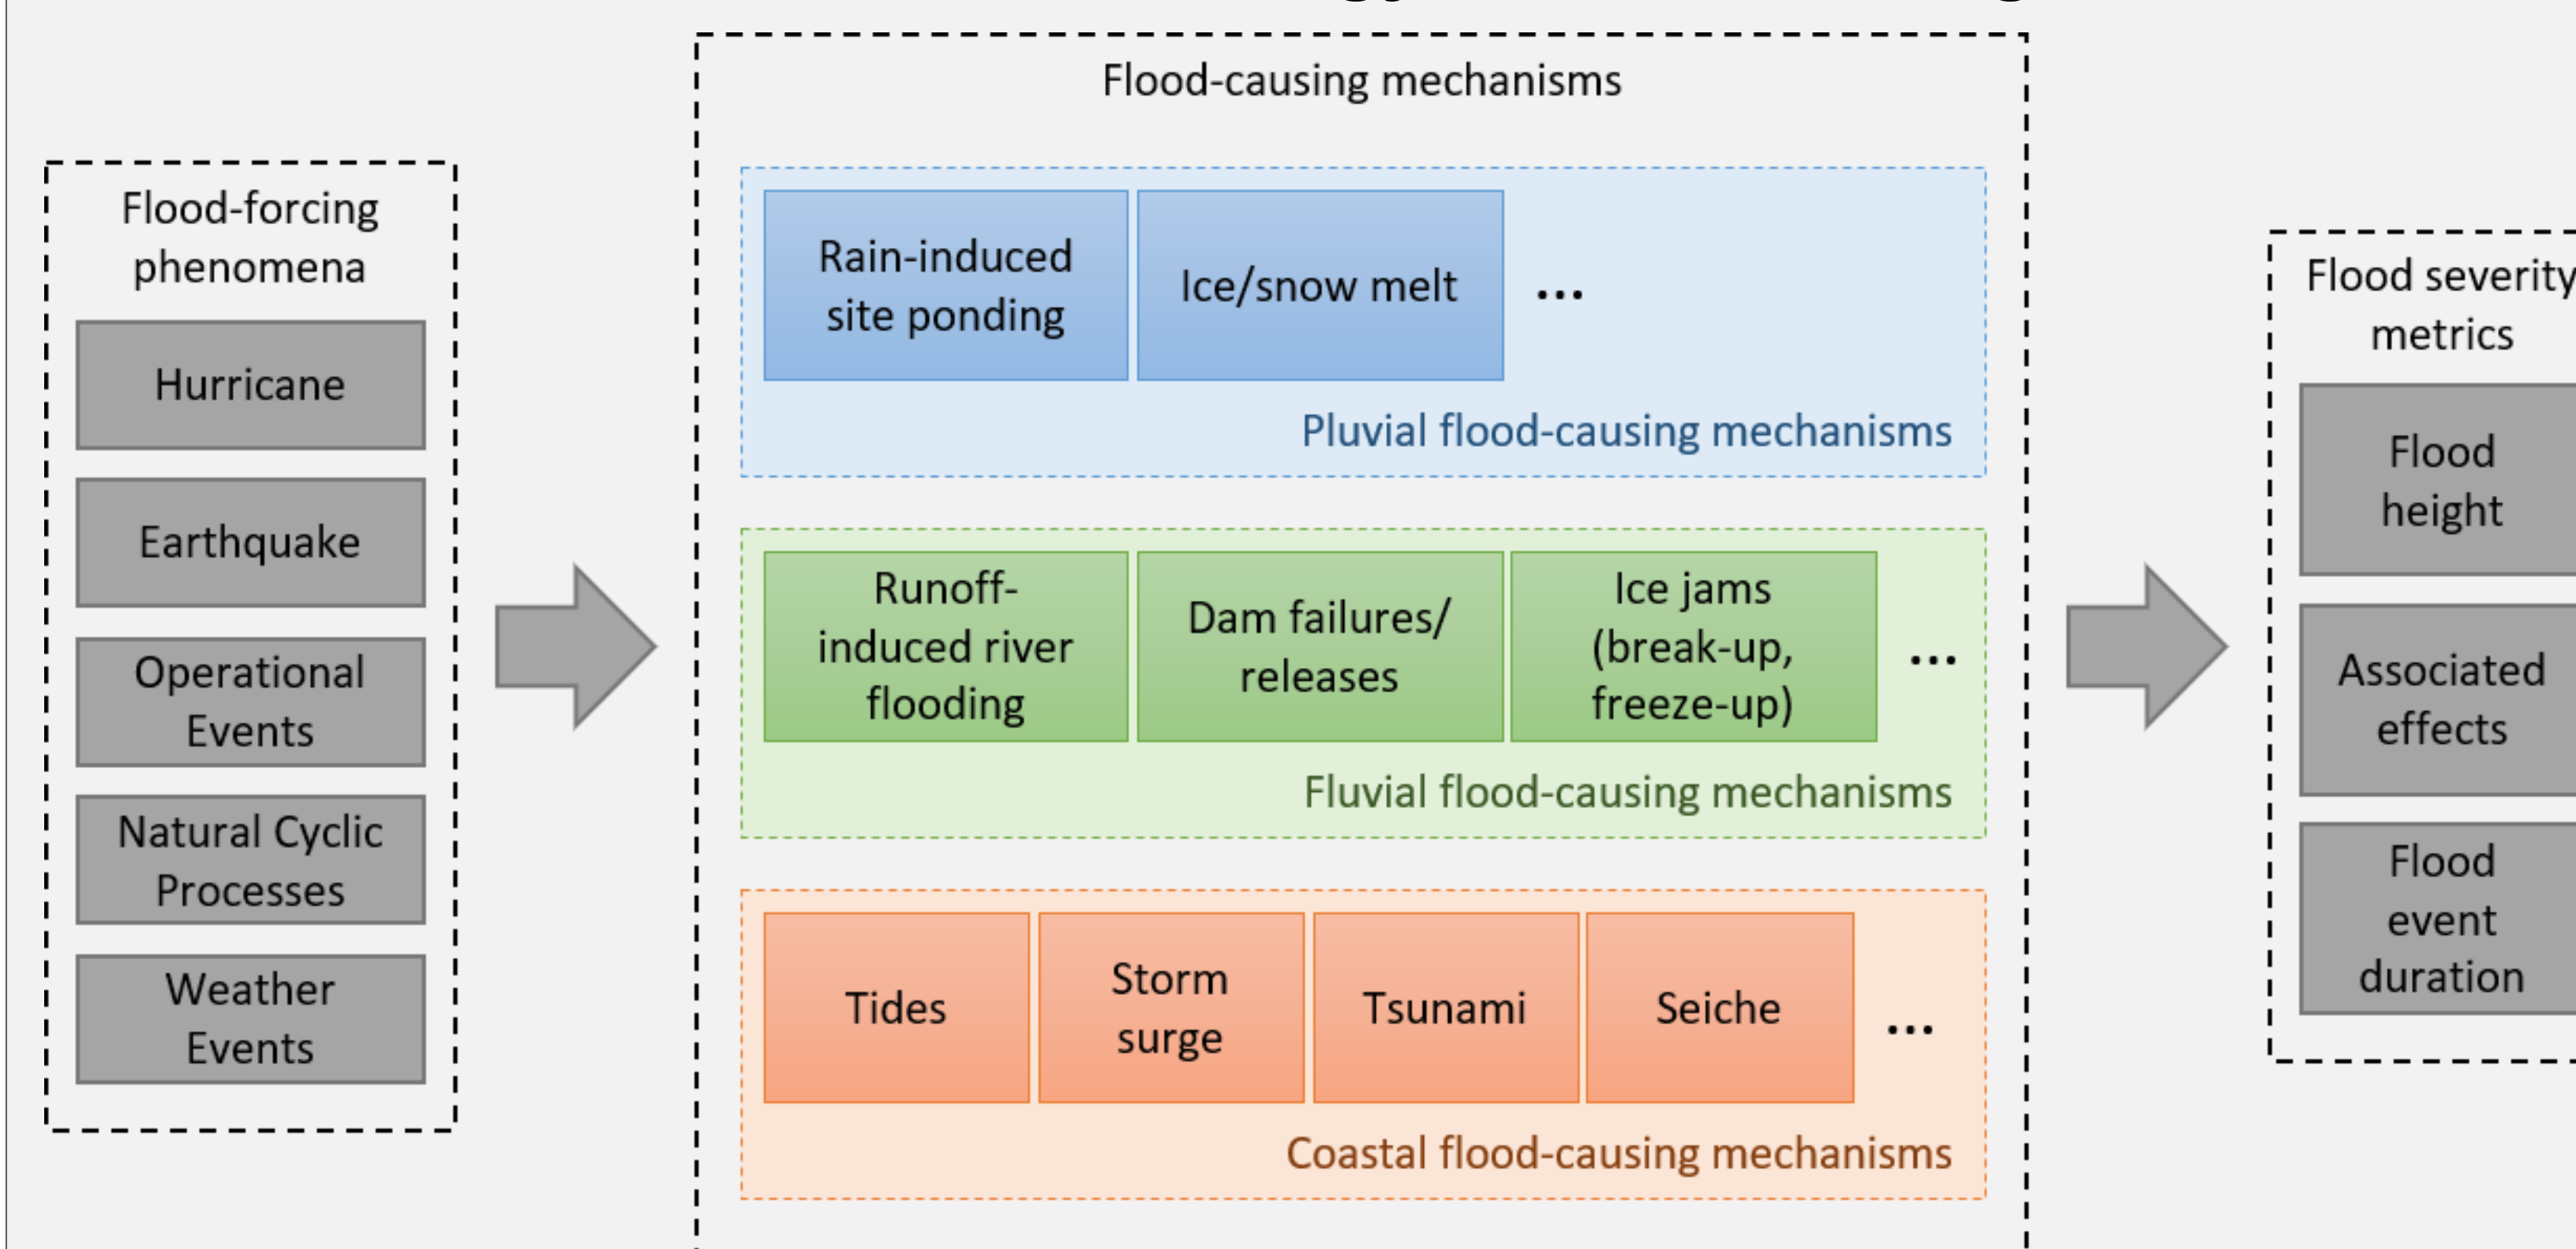 Flood-causing mechanisms
Flood-forcing
phenomena
Hurricane
Earthquake
Operational
Events
Natural Cyclic
Processes
Weather
Events
Rain-induced
site ponding
Ice/snow melt
...
Pluvial flood-causing mechanisms
Runoff-
induced river
flooding
Dam failures/
releases
Ice jams
(break-up,
freeze-up)
...
Fluvial flood-causing mechanisms
Tides
Storm
surge
Tsunami
Seiche
...
Coastal flood-causing mechanisms
Flood severity
metrics
Flood
height
Associated
effects
Flood
event
duration